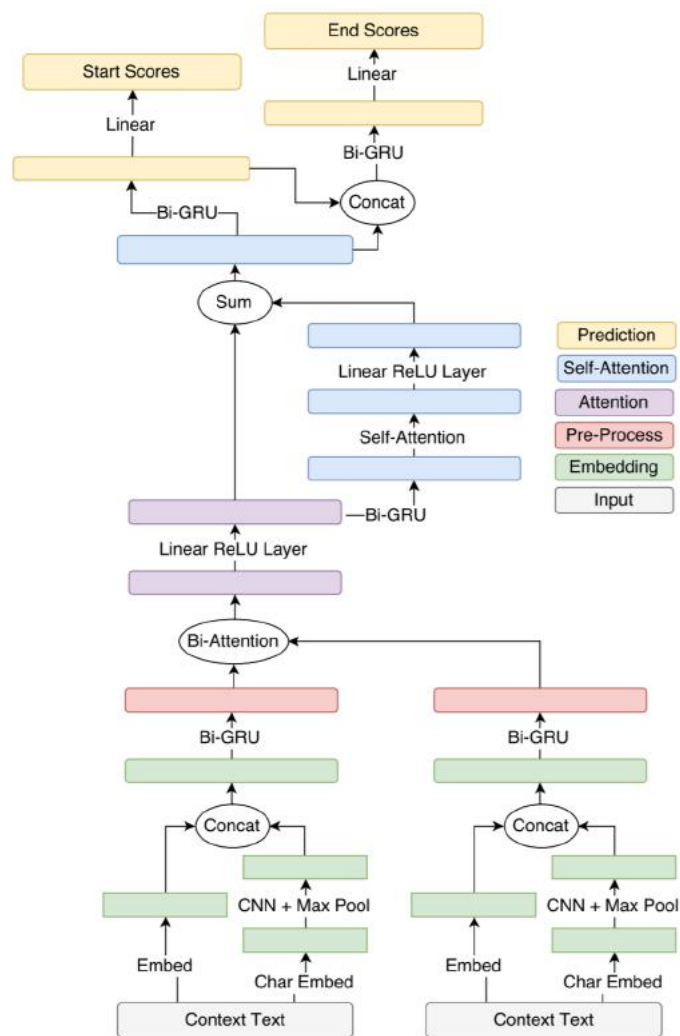 End Scores
Start Scores
Linear
Linear
Bi-GRU
Concat
Bi-GRU
Sum
Prediction
Linear ReLU Layer
Self-Attention
Attention
Self-Attention
Pre-Process
Embedding
Bi-GRU
Input
Linear ReLU Layer
Bi-Attention
Bi-GRU
Bi-GRU
Concat
Concat
CNN + Max Pool
CNN + Max Pool
Embed
Char Embed
Embed
Char Embed
Context Text
Context Text